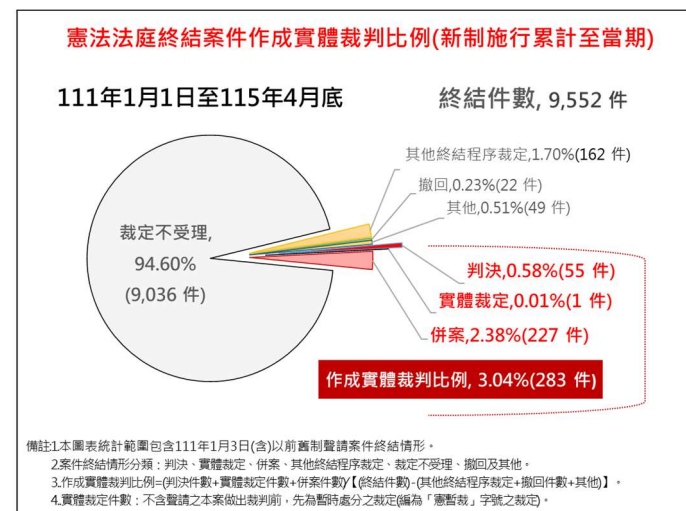 憲法法庭終結案件作成實體裁判比例(新制施行累計至當期)
111年1月1日至115年4月底
終結件數, 9,552 件
其他終結程序裁定,1.70%(162 件)
撤回,0.23%(22 件)
其他,0.51%(49 件)
裁定不受理,
94.60%
(9,036 件)
判決,0.58%(55 件)
實體裁定,0.01%(1 件)
併案,2.38%(227 件)
作成實體裁判比例, 3.04%(283 件)
備註:1.本圖表統計範圍包含111年1月3日(含)以前舊制聲請案件終結情形。
2.案件終結情形分類：判決、實體裁定、併案、其他終結程序裁定、裁定不受理、撤回及其他。
3.作成實體裁判比例=(判決件數+實體裁定件數+併案件數)/【(終結件數)-(其他終結程序裁定+撤回件數+其他)】。
4.實體裁定件數：不含聲請之本案做出裁判前，先為暫時處分之裁定(編為「憲暫裁」字號之裁定)。